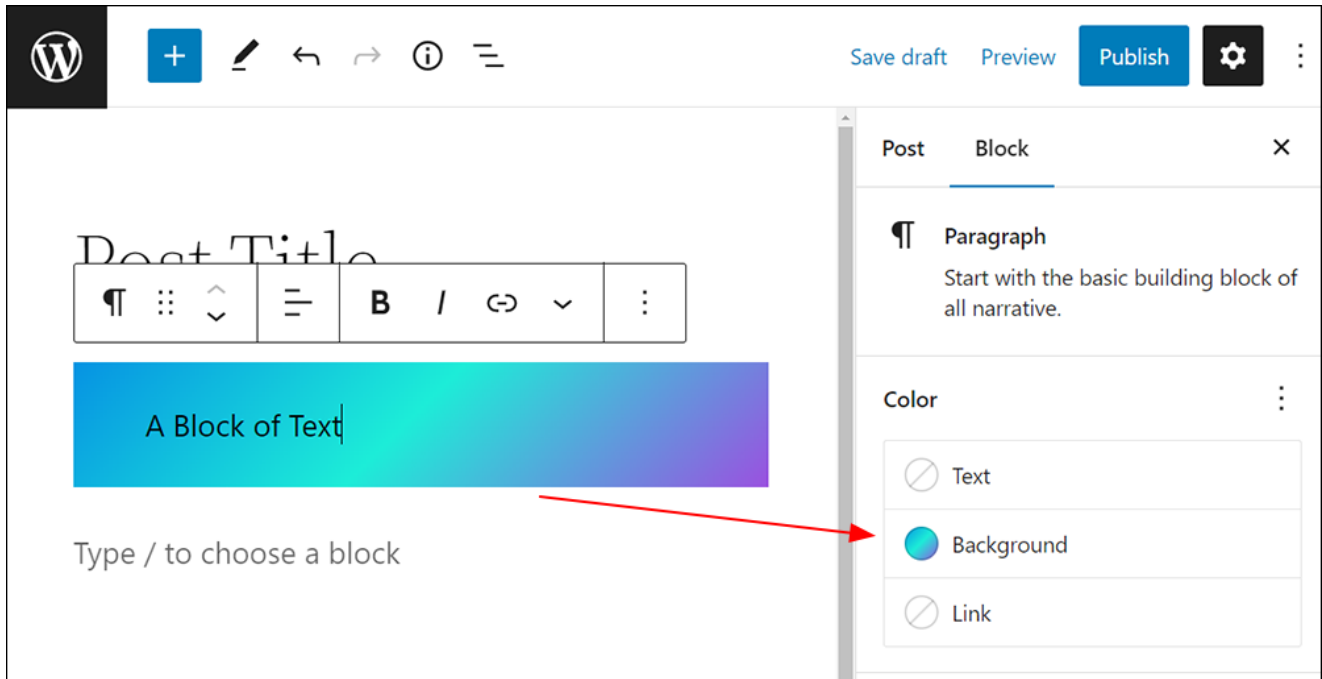 Save draft Preview Publish
Post Block
Post Title
Paragraph
Start with the basic building block of
all narrative.
B I
Color
A Block of Text
Text
Background
Type / to choose a block
Link